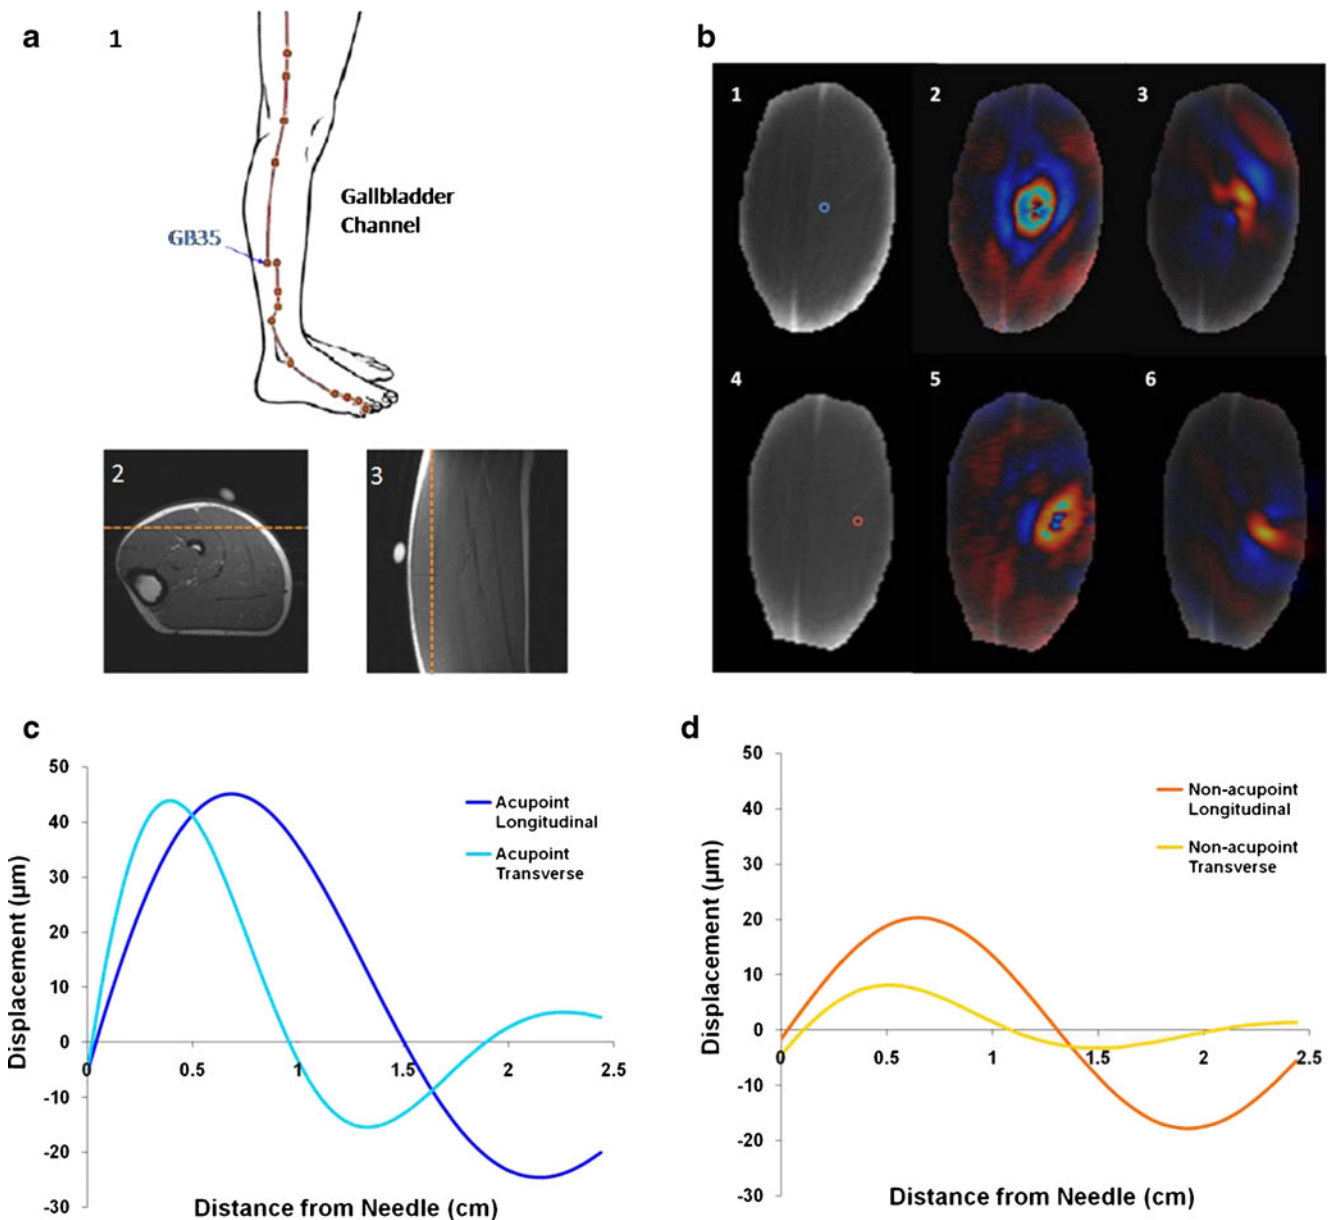 a
1
Gallbladder
Channel
GB35
2
3
b
1
2
3
4
5
6
c
50
40
30
20
10
0
-10
-20
-30
0
0.5
1
1.5
2
2.5
Displacement (µm)
Distance from Needle (cm)
Acupoint
Longitudinal
Acupoint
Transverse
d
50
40
30
20
10
0
-10
-20
-30
0
0.5
1
1.5
2
2.5
Displacement (µm)
Distance from Needle (cm)
Non-acupoint
Longitudinal
Non-acupoint
Transverse